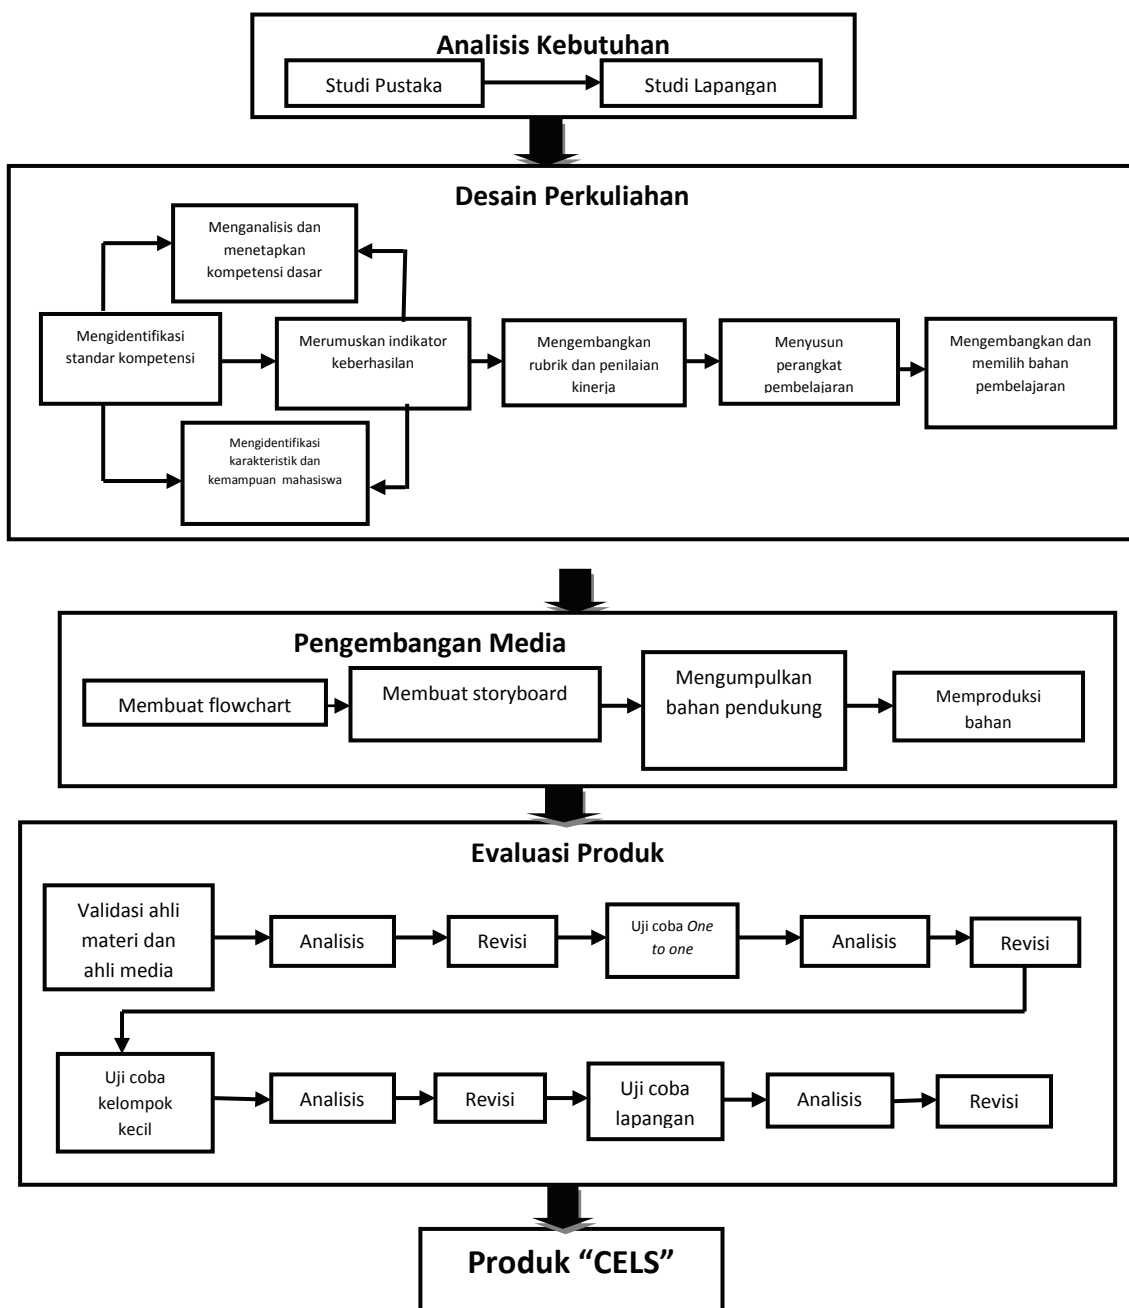 Analisis Kebutuhan
Studi Pustaka
Studi Lapangan
Desain Perkuliahan
Menganalisis dan
menetapkan
kompetensi dasar
Mengidentifikasi
standar kompetensi
Merumuskan indikator
keberhasilan
Mengembangkan
rubrik dan penilaian
kinerja
Menyusun
perangkat
pembelajaran
Mengembangkan dan
memilih bahan
pembelajaran
Mengidentifikasi
karakteristik dan
kemampuan mahasiswa
Pengembangan Media
Membuat flowchart
Membuat storyboard
Mengumpulkan
bahan pendukung
Memproduksi
bahan
Evaluasi Produk
Validasi ahli
materi dan
ahli media
Analisis
Revisi
Uji coba One
to one
Analisis
Revisi
Uji coba
kelompok
kecil
Analisis
Revisi
Uji coba
lapangan
Analisis
Revisi
Produk “CELS”